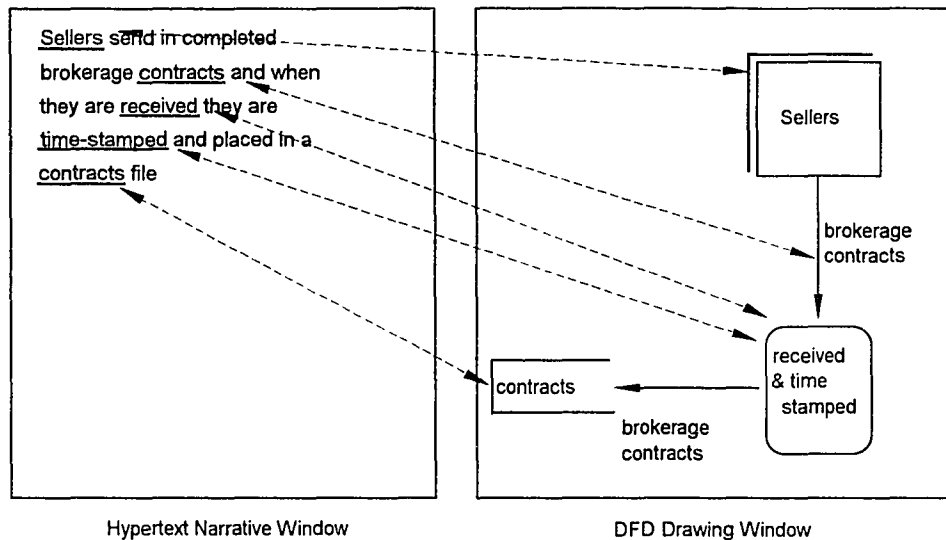 Sellers send in completed
brokerage contracts and when
they are received they are
time-stamped and placed in a
contracts file
Sellers
brokerage
contracts
received
& time
stamped
contracts
brokerage
contracts
Hypertext Narrative Window
DFD Drawing Window